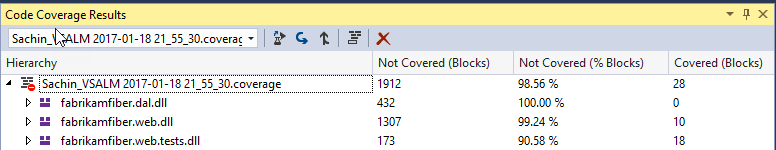 Code Coverage Results
Sachin_VSALM 2017-01-18 21_55_30.coverag
Hierarchy Not Covered (Blocks) Not Covered (% Blocks) Covered (Blocks)
Sachin_VSALM 2017-01-18 21_55_30.coverage 1912 98.56 % 28
fabrikamfiber.dal.dll 432 100.00 % 0
fabrikamfiber.web.dll 1307 99.24 % 10
fabrikamfiber.web.tests.dll 173 90.58 % 18